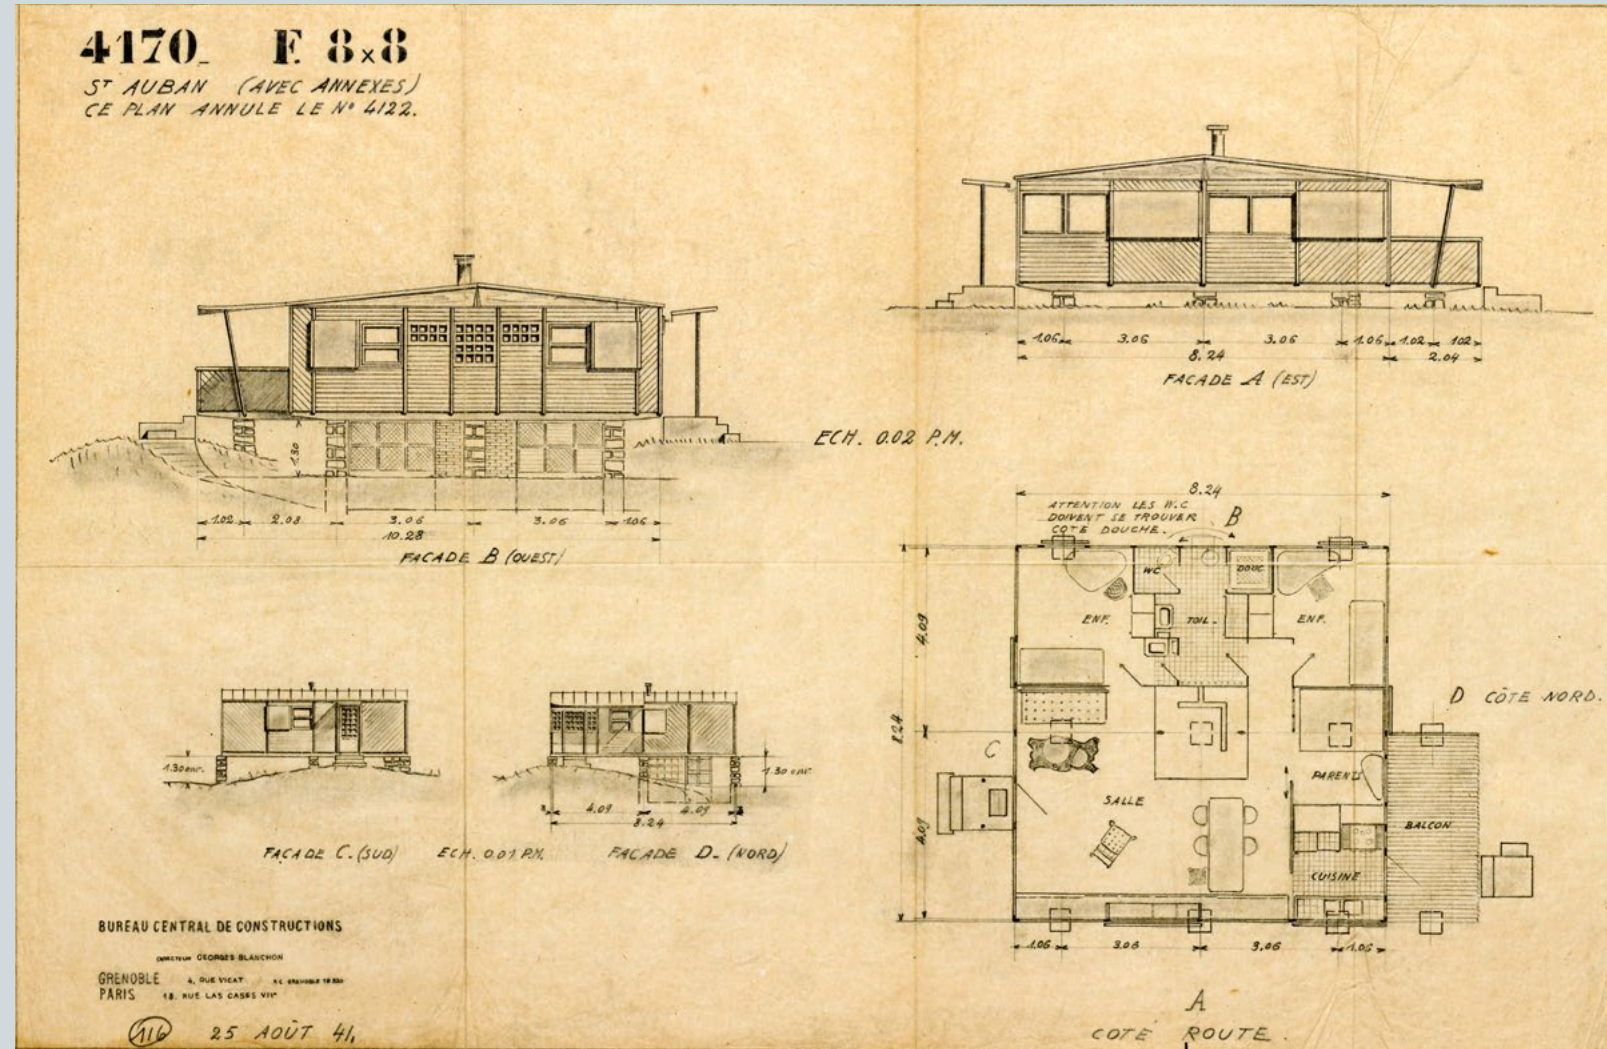 4170_ F. 8x8
ST AUBAN (AVEC ANNEXES)
CE PLAN ANNULE LE No 4122.
1.06 3.06 3.06 1.06 1.02 102
8.24 2.04
FACADE A (EST)
ECH. 0.02 P.M.
1.30
1.02 2.08 3.06 3.06 1.06
10.28
FACADE B (OUEST)
8.24
ATTENTION LES W.C
DOIVENT SE TROUVER
COTE DOUCHE.
B
WC
DOUC.
ENF.
TOIL.
ENF.
4.09
8.24
4.09
D CÔTE NORD.
C
PARENTS
SALLE
BALCON
CUISINE
1.06 3.06 3.06 1.06
A
COTÉ ROUTE.
1.30 env.
1.30 env.
4.09 4.09
8.24
FAÇADE C. (SUD) ECH. 0.01 P.M. FACADE D. (NORD)
BUREAU CENTRAL DE CONSTRUCTIONS
DIRECTEUR GEORGES BLANCHON
GRENOBLE 4, RUE VICAT
PARIS 18, RUE LAS CASES VIIe
116 25 AOÛT 41,